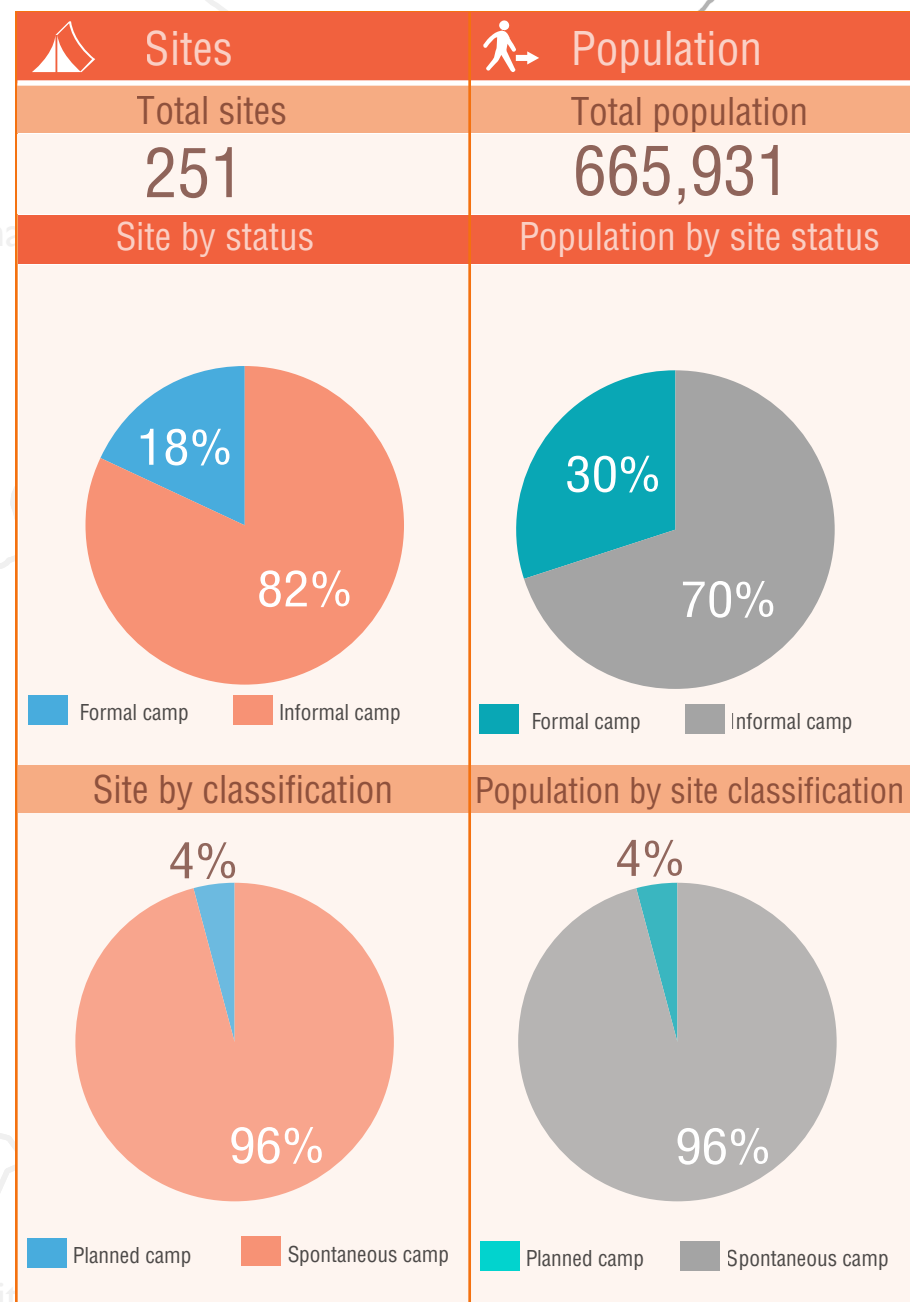 Sites
Population
Total sites
Total population
251
665,931
Site by status
Population by site status
18%
82%
30%
70%
Formal camp
Informal camp
Formal camp
Informal camp
Site by classification
Population by site classification
4%
96%
4%
96%
Planned camp
Spontaneous camp
Planned camp
Spontaneous camp